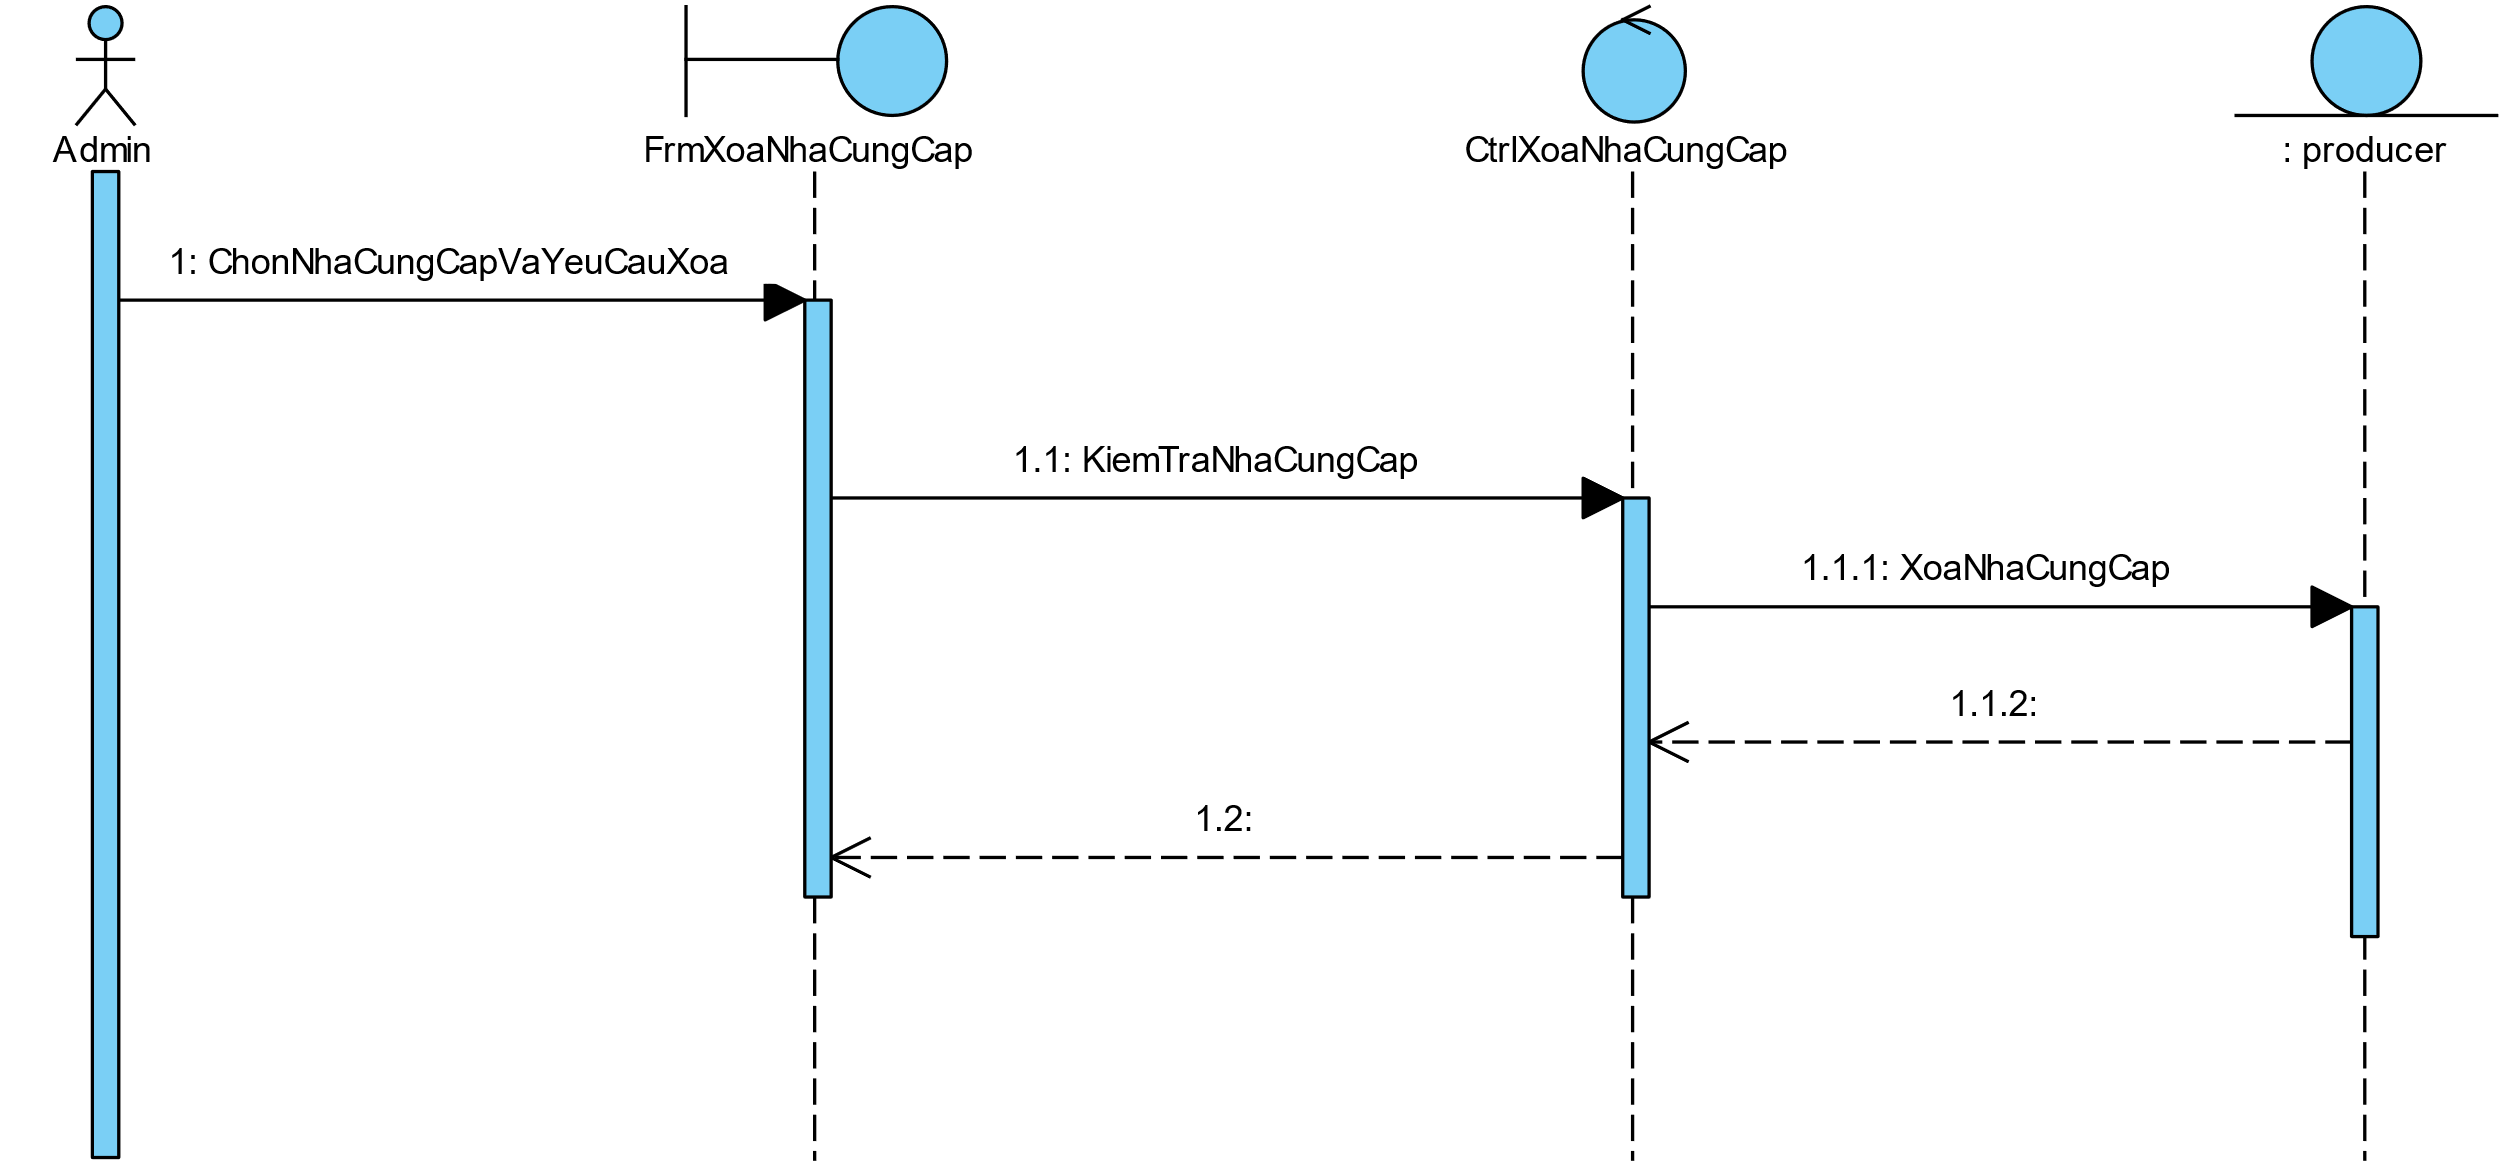 Admin
FrmXoaNhaCungCap
CtrlXoaNhaCungCap
: producer
1: ChonNhaCungCapVaYeuCauXoa
1.1: KiemTraNhaCungCap
1.1.1: XoaNhaCungCap
1.1.2:
1.2: